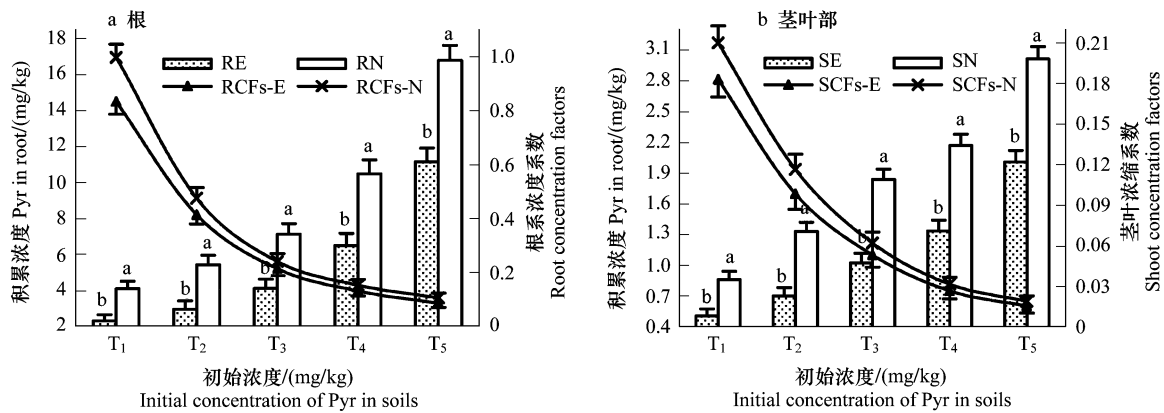 a 根
RE
RN
RCFs-E
RCFs-N
积累浓度 Pyr in root/(mg/kg)
18
16
14
12
10
8
6
4
2
b
a
b
a
b
a
b
a
b
a
1.0
0.8
0.6
0.4
0.2
0
根系浓度系数
Root concentration factors
T1
T2
T3
T4
T5
初始浓度/(mg/kg)
Initial concentration of Pyr in soils
b 茎叶部
SE
SN
SCFs-E
SCFs-N
积累浓度 Pyr in root/(mg/kg)
3.1
2.8
2.5
2.2
1.9
1.6
1.3
1.0
0.7
0.4
b
a
b
a
b
a
b
a
b
a
0.21
0.18
0.15
0.12
0.09
0.06
0.03
0
茎叶浓缩系数
Shoot concentration factors
T1
T2
T3
T4
T5
初始浓度/(mg/kg)
Initial concentration of Pyr in soils